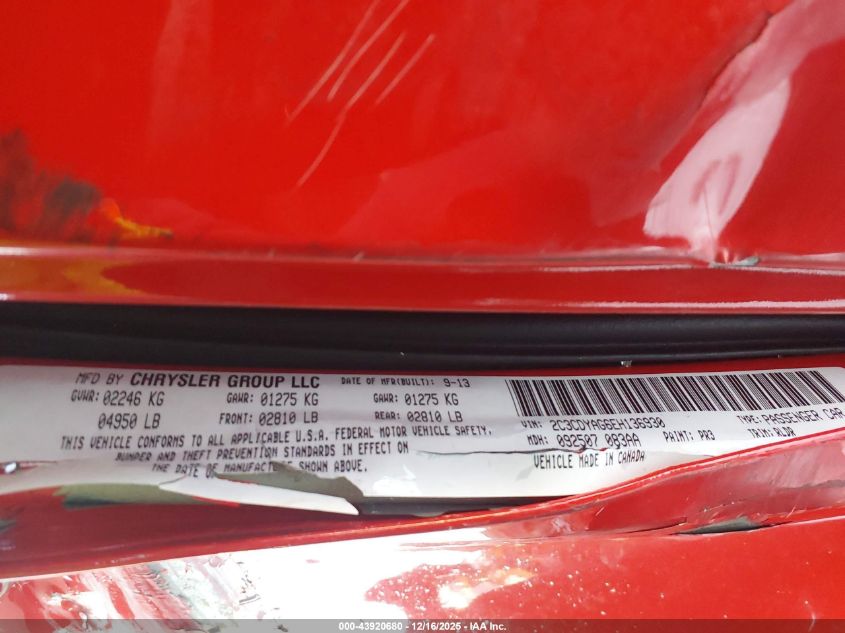 MFD BY CHRYSLER GROUP LLC DATE OF MFR(BUILT): 9-13
GVWR: 02246 KG GAWR: 01275 KG GAWR: 01275 KG
04950 LB FRONT: 02810 LB REAR: 02810 LB
THIS VEHICLE CONFORMS TO ALL APPLICABLE U.S.A. FEDERAL MOTOR VEHICLE SAFETY,
BUMPER AND THEFT PREVENTION STANDARDS IN EFFECT ON
THE DATE OF MANUFACTURE SHOWN ABOVE.
VIN: 2C3CDYAG6EH136930 TYPE: PASSENGER CAR
MDH: 092507 093AA PAINT: PR3 TRIM: RLDR
VEHICLE MADE IN CANADA
000-43920680 - 12/16/2025 - IAA Inc.